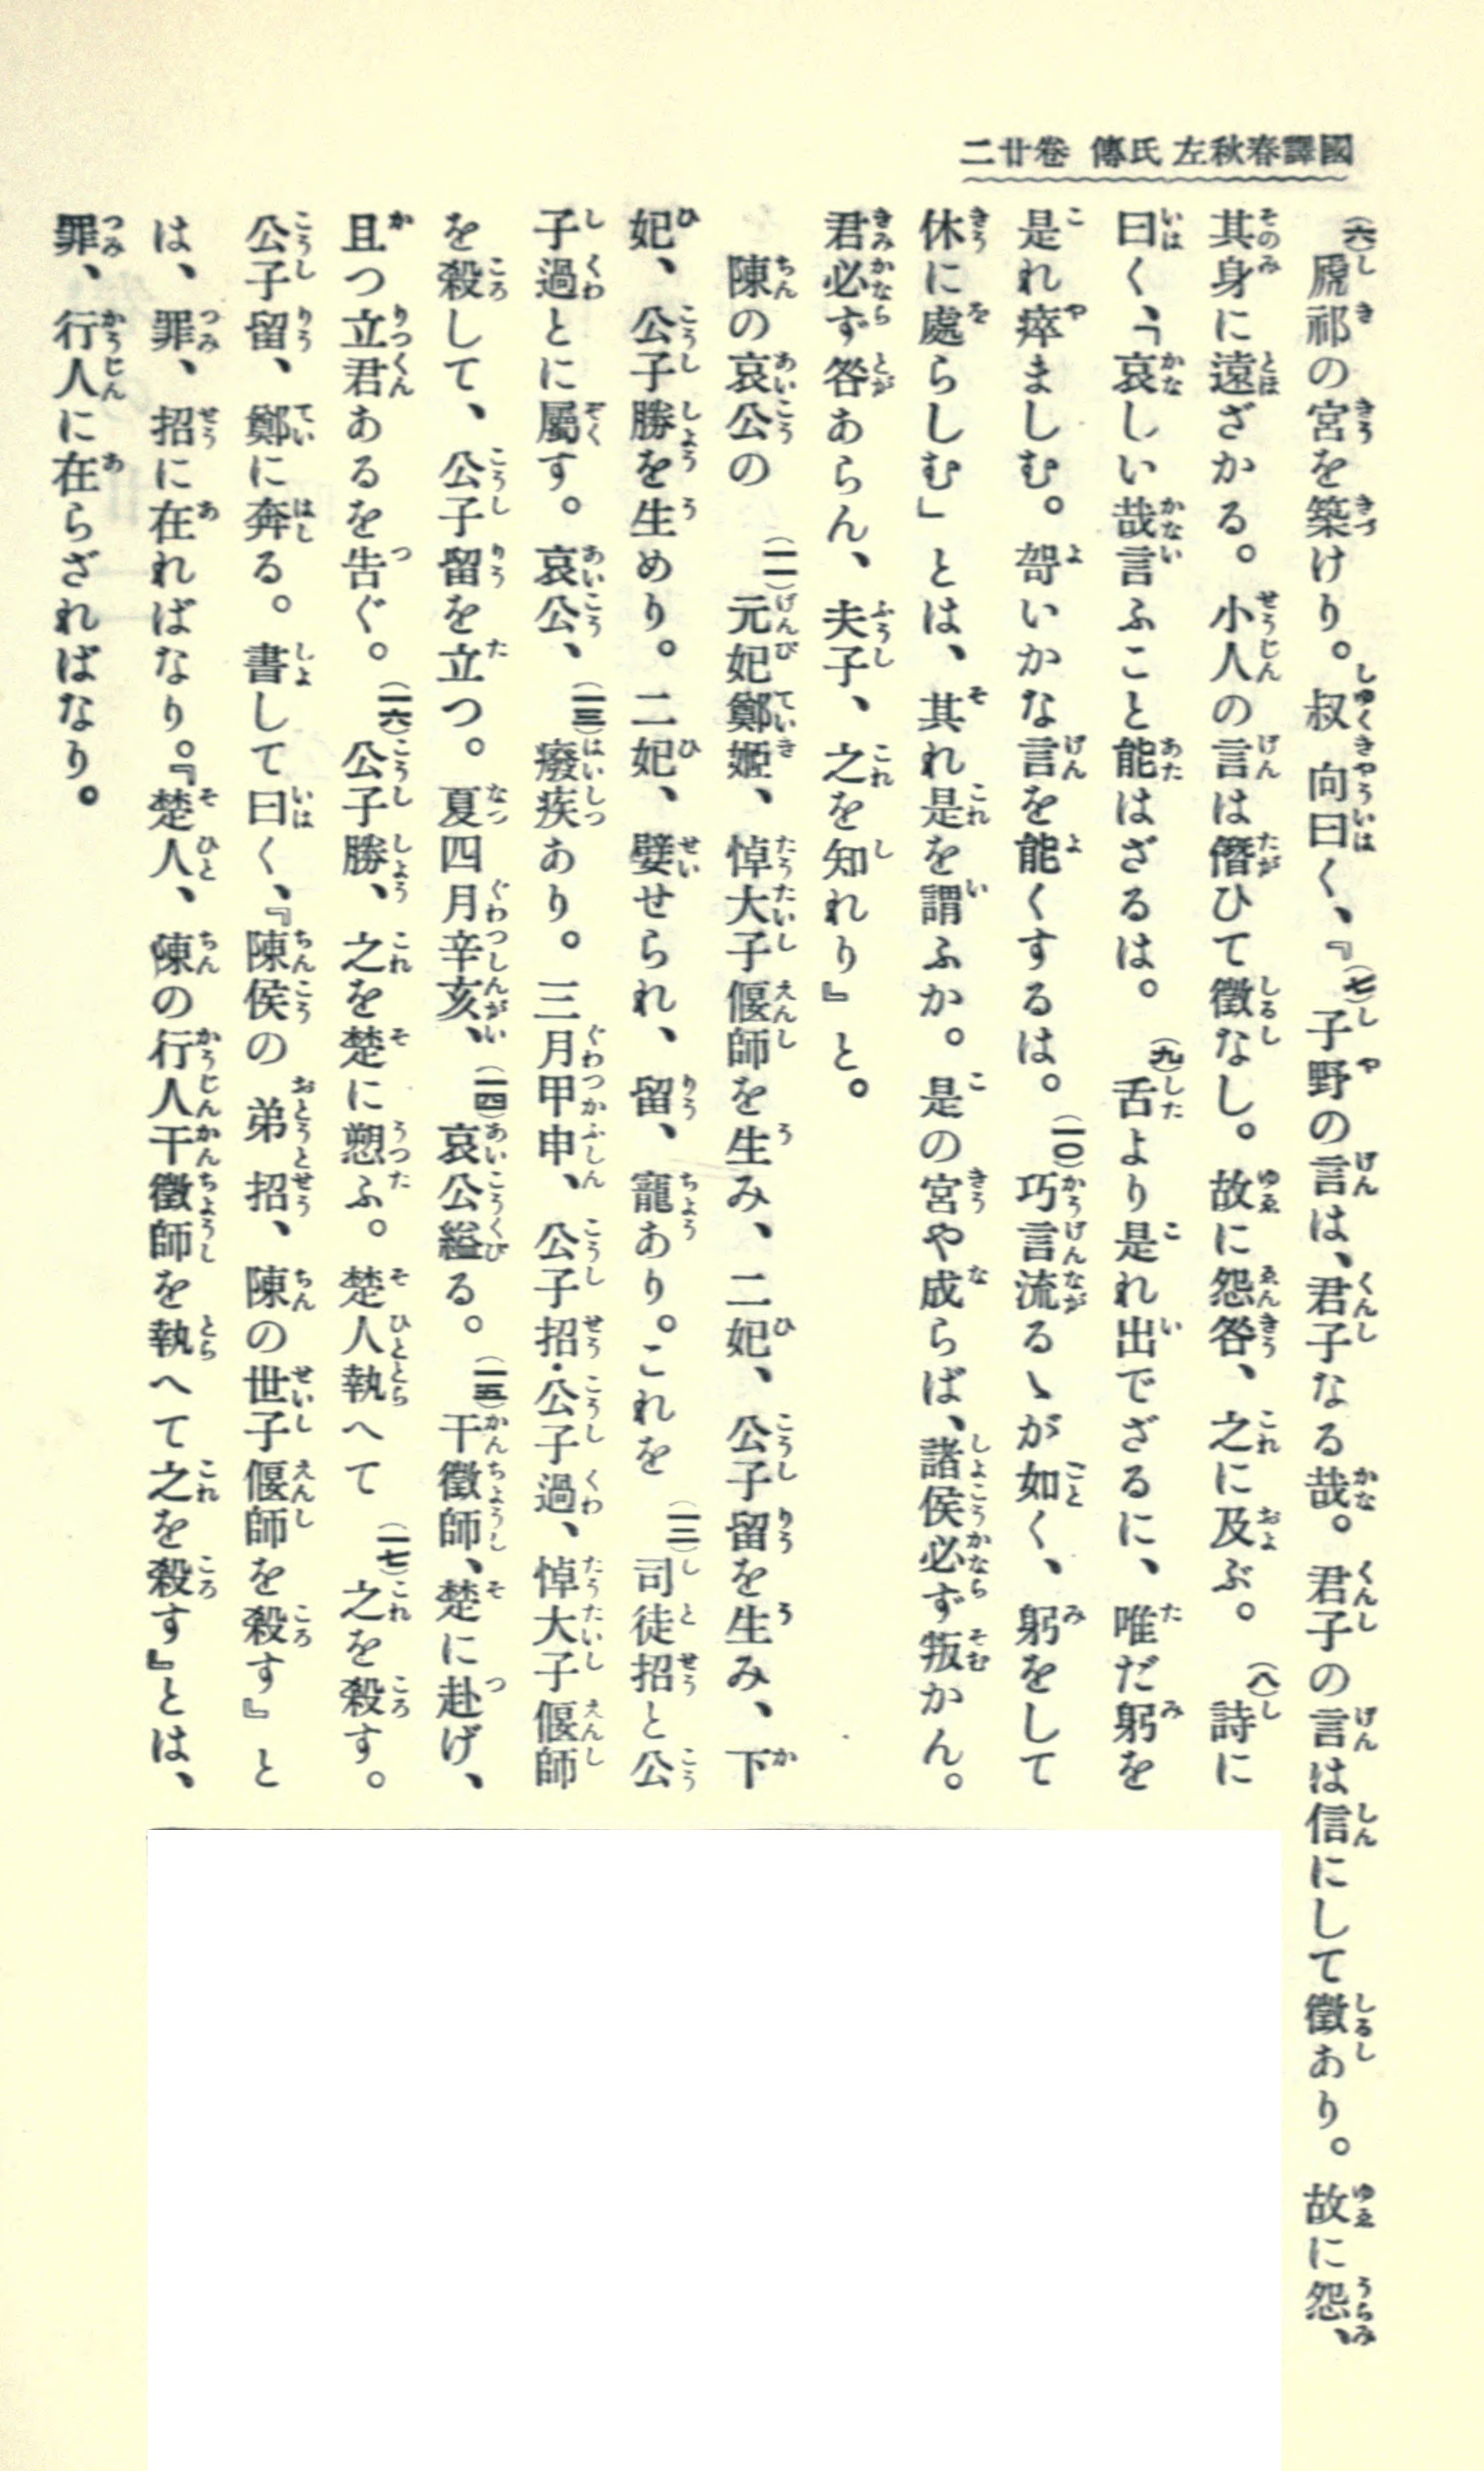 國譯春秋左氏傳 卷廿二
(六)虒祁の宮を築けり。叔向曰く、『(七)子野の言は、君子なる哉。君子の言は信にして徵あり。故に怨、
其身に遠ざかる。小人の言は僭ひて徵なし。故に怨咎、之に及ぶ。(八)詩に
曰く、「哀しい哉言ふこと能はざるは。(九)舌より是れ出でざるに、唯だ躬を
是れ瘁ましむ。哿いかな言を能くするは。(一〇)巧言流るゝが如く、躬をして
休に處らしむ」とは、其れ是を謂ふか。是の宮や成らば、諸侯必ず叛かん。
君必ず咎あらん、夫子、之を知れり』と。
陳の哀公の(一一)元妃鄭姬、悼大子偃師を生み、二妃、公子留を生み、下
妃、公子勝を生めり。二妃、嬖せられ、留、寵あり。これを(一二)司徒招と公
子過とに屬す。哀公、(一三)癈疾あり。三月甲申、公子招・公子過、悼大子偃師
を殺して、公子留を立つ。夏四月辛亥、(一四)哀公縊る。(一五)干徵師、楚に赴げ、
且つ立君あるを告ぐ。(一六)公子勝、之を楚に愬ふ。楚人執へて(一七)之を殺す。
公子留、鄭に奔る。書して曰く、『陳侯の弟招、陳の世子偃師を殺す』と
は、罪、招に在ればなり。『楚人、陳の行人干徵師を執へて之を殺す』とは、
罪、行人に在らざればなり。